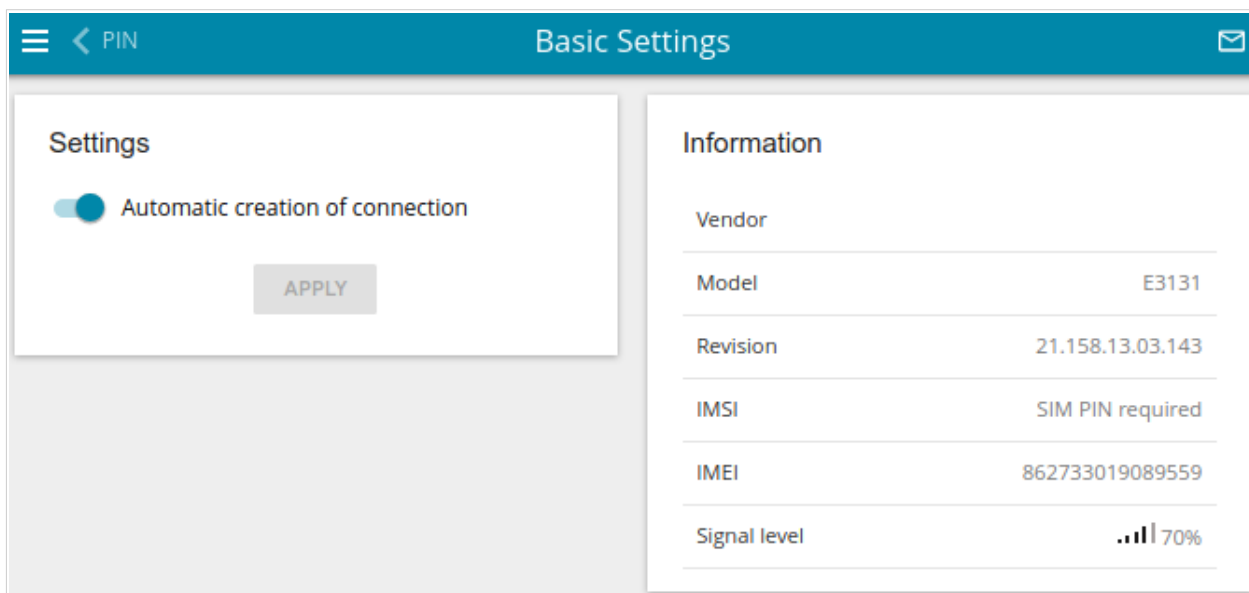 PIN
Basic Settings
Settings
Automatic creation of connection
APPLY
Information
Vendor
Model E3131
Revision 21.158.13.03.143
IMSI SIM PIN required
IMEI 862733019089559
Signal level 70%